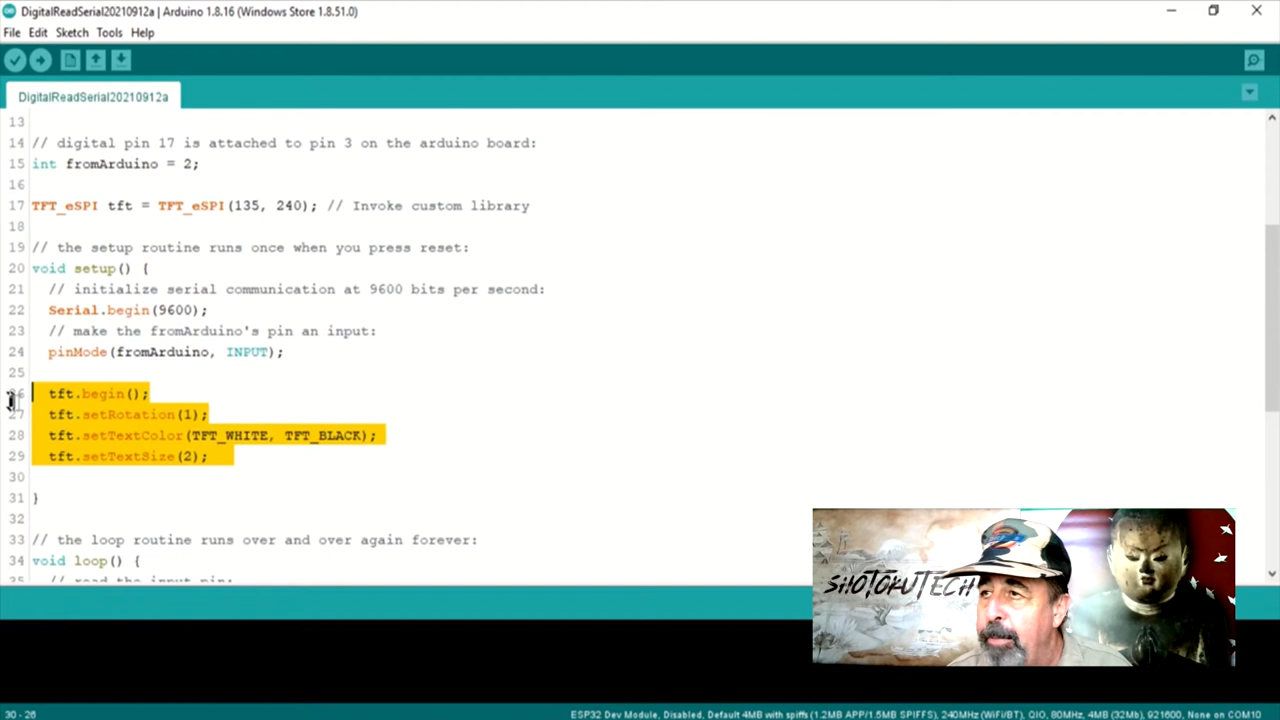 DigitalReadSerial20210912a | Arduino 1.8.16 (Windows Store 1.8.51.0)
File Edit Sketch Tools Help
DigitalReadSerial20210912a
13
14 // digital pin 17 is attached to pin 3 on the arduino board:
15 int fromArduino = 2;
16
17 TFT_eSPI tft = TFT_eSPI(135, 240); // Invoke custom library
18
19 // the setup routine runs once when you press reset:
20 void setup() {
21 // initialize serial communication at 9600 bits per second:
22 Serial.begin(9600);
23 // make the fromArduino's pin an input:
24 pinMode(fromArduino, INPUT);
25
26 tft.begin();
27 tft.setRotation(1);
28 tft.setTextColor(TFT_WHITE, TFT_BLACK);
29 tft.setTextSize(2);
30
31 }
32
33 // the loop routine runs over and over again forever:
34 void loop() {
35 // read the input pin:
SHOTOKUTECH
30 - 26
ESP32 Dev Module, Disabled, Default 4MB with spiffs (1.2MB APP/1.5MB SPIFFS), 240MHz (WiFi/BT), QIO, 80MHz, 4MB (32Mb), 921600, None on COM10